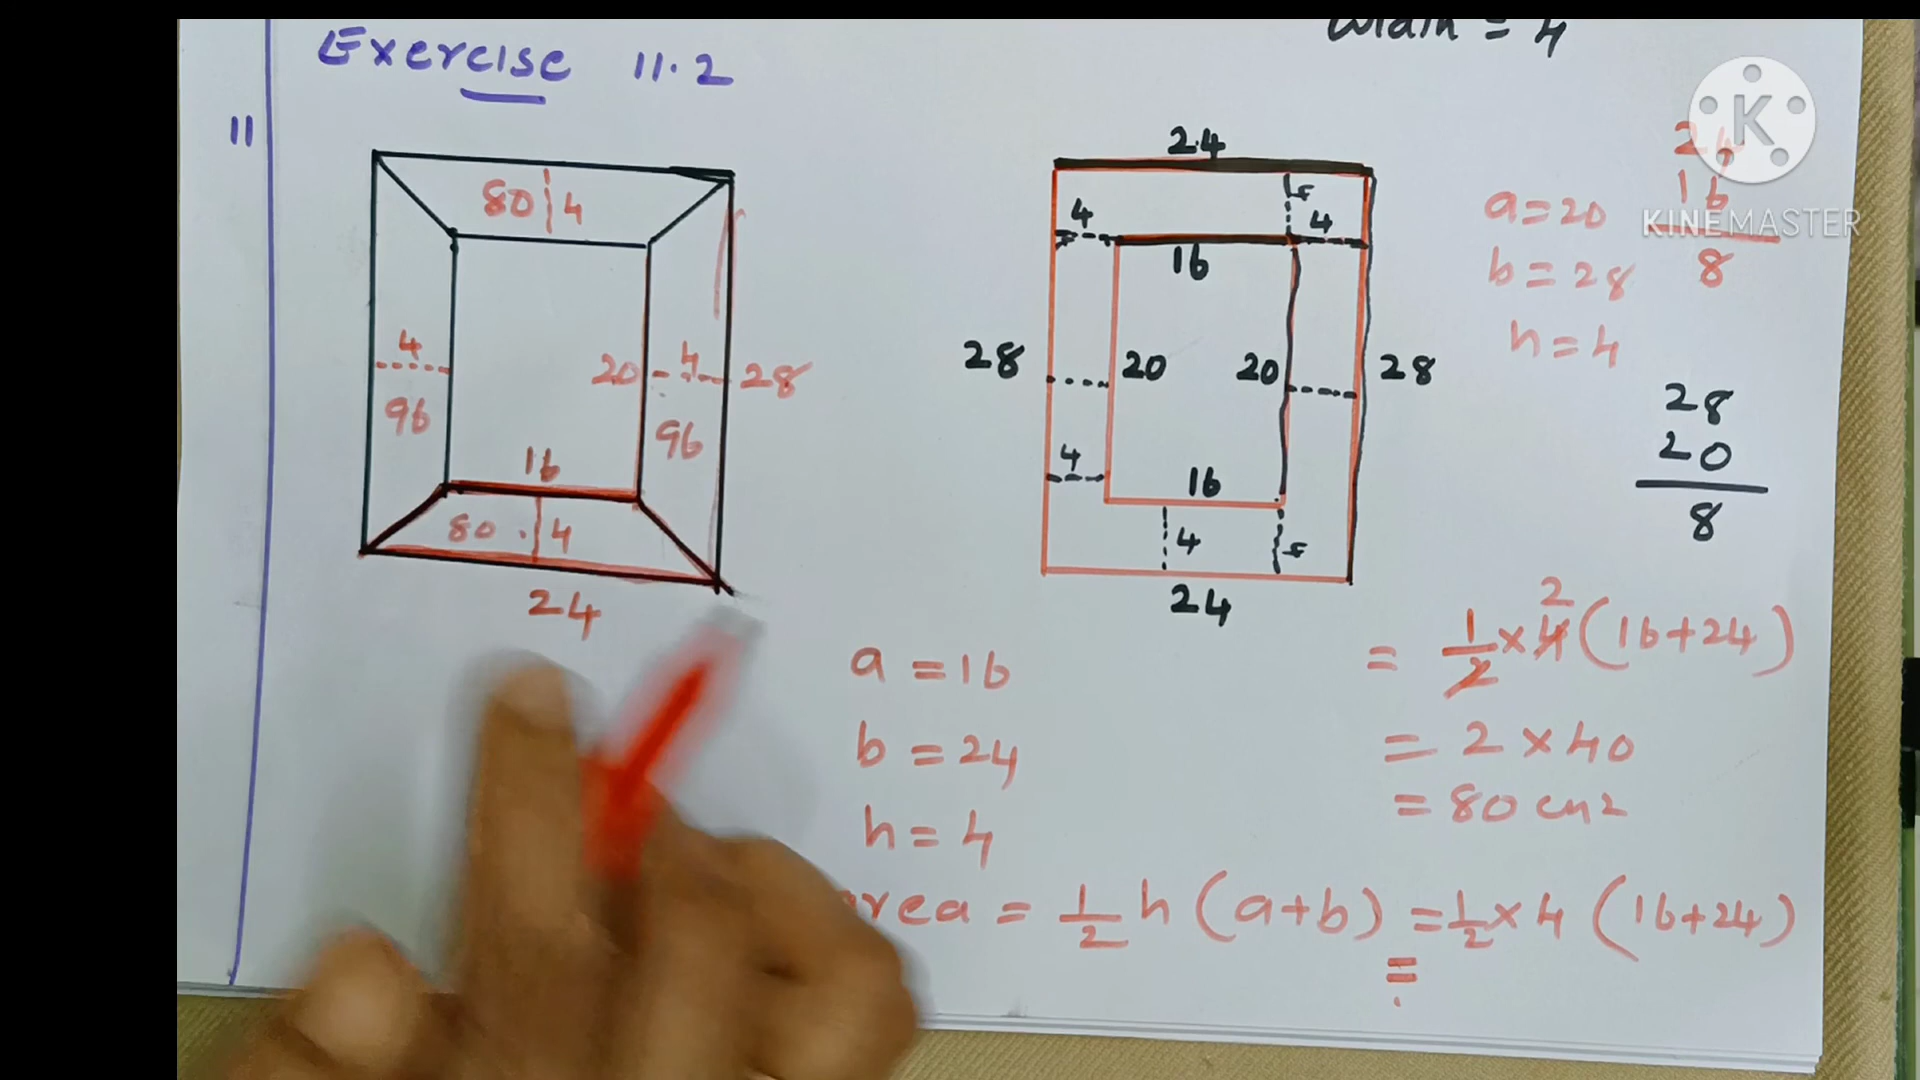 Width = 4
Exercise 11.2
11
80 4
4
96
20 4 28
96
16
80 . 4
24
24
4
4
16
28
20
20
28
4
16
4
24
a=20
b=28
h=4
24
16
8
K
KINEMASTER
28
20
8
a = 16
b = 24
h = 4
= 1/2 × 4 2 (16+24)
= 2 × 40
= 80 cm²
area = 1/2 h (a+b) = 1/2 × 4 (16+24)
=